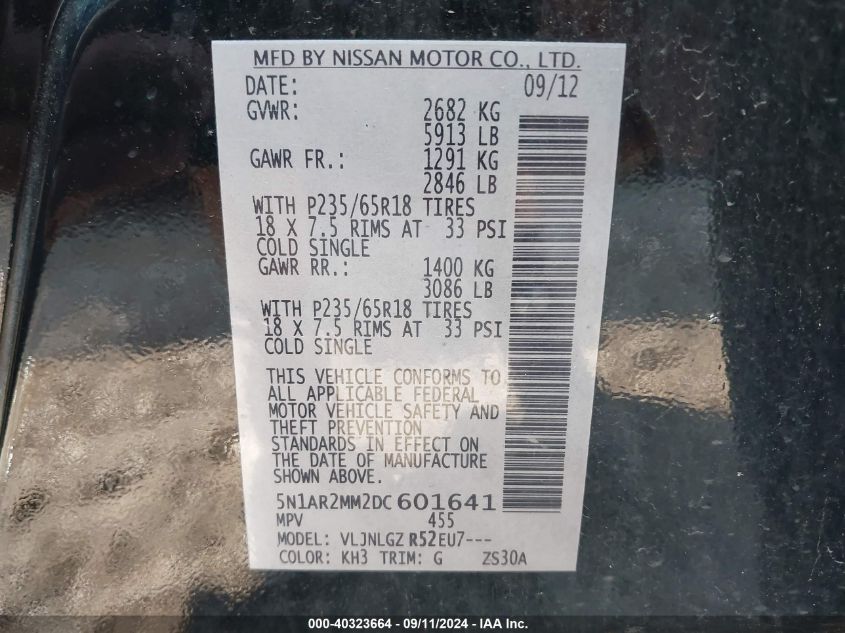 MFD BY NISSAN MOTOR CO., LTD.
DATE: 09/12
GVWR: 2682 KG
5913 LB
GAWR FR.: 1291 KG
2846 LB
WITH P235/65R18 TIRES
18 X 7.5 RIMS AT 33 PSI
COLD SINGLE
GAWR RR.: 1400 KG
3086 LB
WITH P235/65R18 TIRES
18 X 7.5 RIMS AT 33 PSI
COLD SINGLE
THIS VEHICLE CONFORMS TO
ALL APPLICABLE FEDERAL
MOTOR VEHICLE SAFETY AND
THEFT PREVENTION
STANDARDS IN EFFECT ON
THE DATE OF MANUFACTURE
SHOWN ABOVE.
5N1AR2MM2DC601641
MPV 455
MODEL: VLJNLGZ R52EU7---
COLOR: KH3 TRIM: G ZS30A
000-40323664 - 09/11/2024 - IAA Inc.